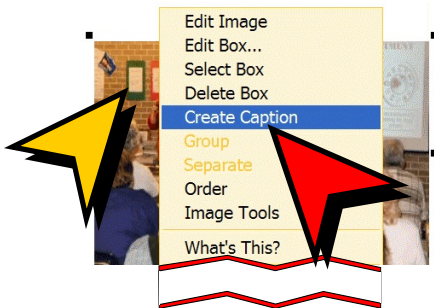 Edit Image
Edit Box...
Select Box
Delete Box
Create Caption
Group
Separate
Order
Image Tools
What's This?